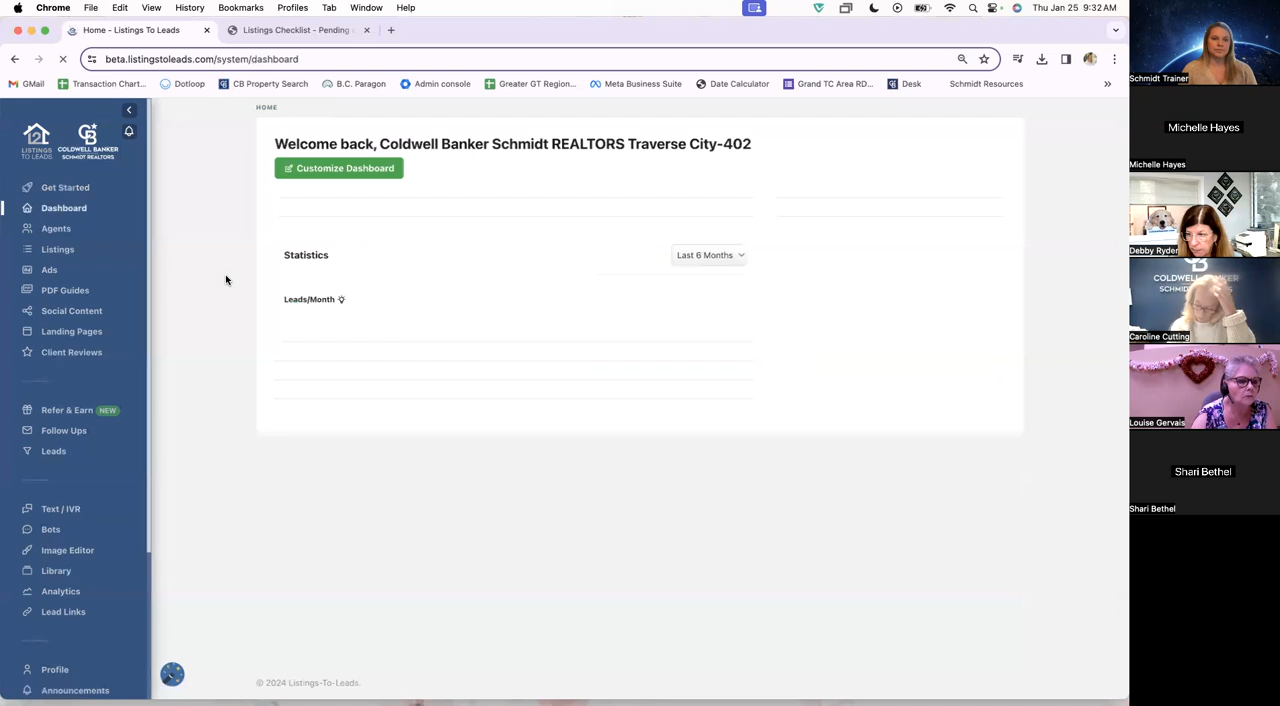 Chrome File Edit View History Bookmarks Profiles Tab Window Help Thu Jan 25 9:32 AM
Home - Listings To Leads
Listings Checklist - Pending
beta.listingstoleads.com/system/dashboard
GMail Transaction Chart... Dotloop CB Property Search B.C. Paragon Admin console Greater GT Region... Meta Business Suite Date Calculator Grand TC Area RD... Desk Schmidt Resources
LISTINGS TO LEADS
COLDWELL BANKER
SCHMIDT REALTORS
Get Started
Dashboard
Agents
Listings
Ads
PDF Guides
Social Content
Landing Pages
Client Reviews
Refer & Earn NEW
Follow Ups
Leads
Text / IVR
Bots
Image Editor
Library
Analytics
Lead Links
Profile
Announcements
HOME
Welcome back, Coldwell Banker Schmidt REALTORS Traverse City-402
Customize Dashboard
Statistics
Last 6 Months
Leads/Month
© 2024 Listings-To-Leads.
Schmidt Trainer
Michelle Hayes
Michelle Hayes
Debby Ryder
COLDWELL BANKER
Caroline Cutting
Louise Gervais
Shari Bethel
Shari Bethel